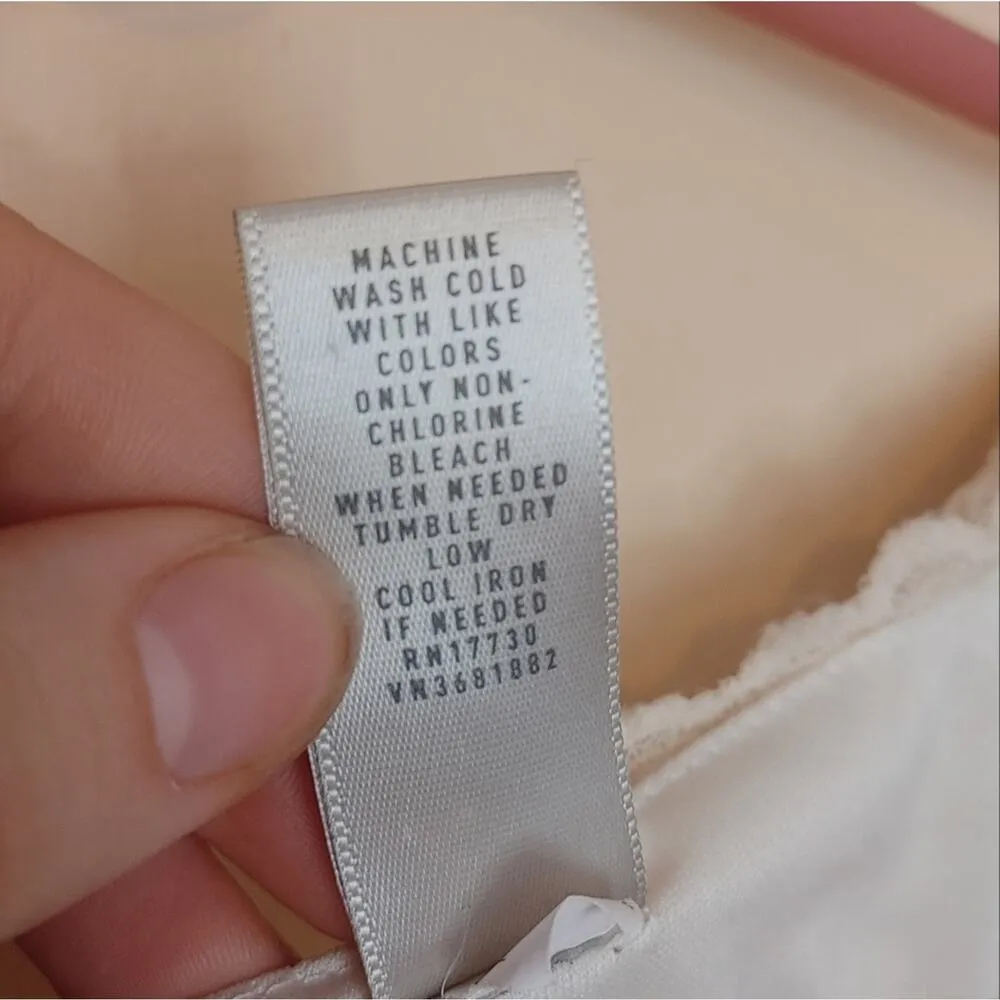 MACHINE
WASH COLD
WITH LIKE
COLORS
ONLY NON-
CHLORINE
BLEACH
WHEN NEEDED
TUMBLE DRY
LOW
COOL IRON
IF NEEDED
RN17730
VN3681882